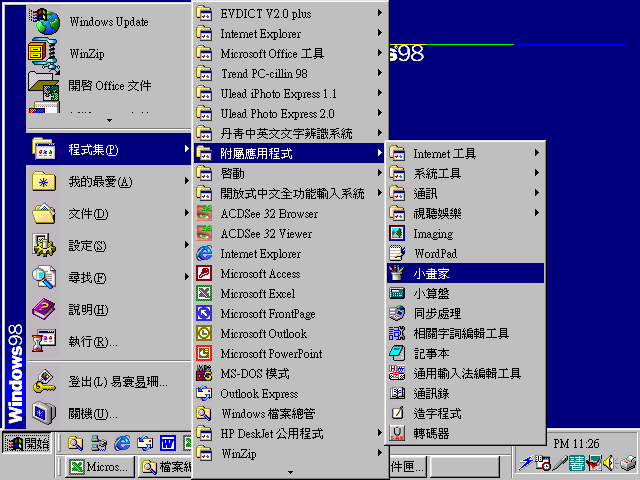 Windows Update
WinZip
開啓 Office 文件
程式集(P)
我的最愛(A)
文件(D)
設定(S)
尋找(F)
說明(H)
執行(R)...
登出(L) 易衮易珊...
關機(U)...
Windows98
EVDICT V2.0 plus
Internet Explorer
Microsoft Office 工具
Trend PC-cillin 98
Ulead iPhoto Express 1.1
Ulead Photo Express 2.0
丹青中英文文字辨識系統
附屬應用程式
啓動
開放式中文全功能輸入系統
ACDSee 32 Browser
ACDSee 32 Viewer
Internet Explorer
Microsoft Access
Microsoft Excel
Microsoft FrontPage
Microsoft Outlook
Microsoft PowerPoint
MS-DOS 模式
Outlook Express
Windows 檔案總管
HP DeskJet 公用程式
WinZip
Internet 工具
系統工具
通訊
視聽娛樂
Imaging
WordPad
小畫家
小算盤
同步處理
相關字詞編輯工具
記事本
通用輸入法編輯工具
通訊錄
造字程式
轉碼器
s98
開始
PM 11:26
Micros...
檔案總
件匣...